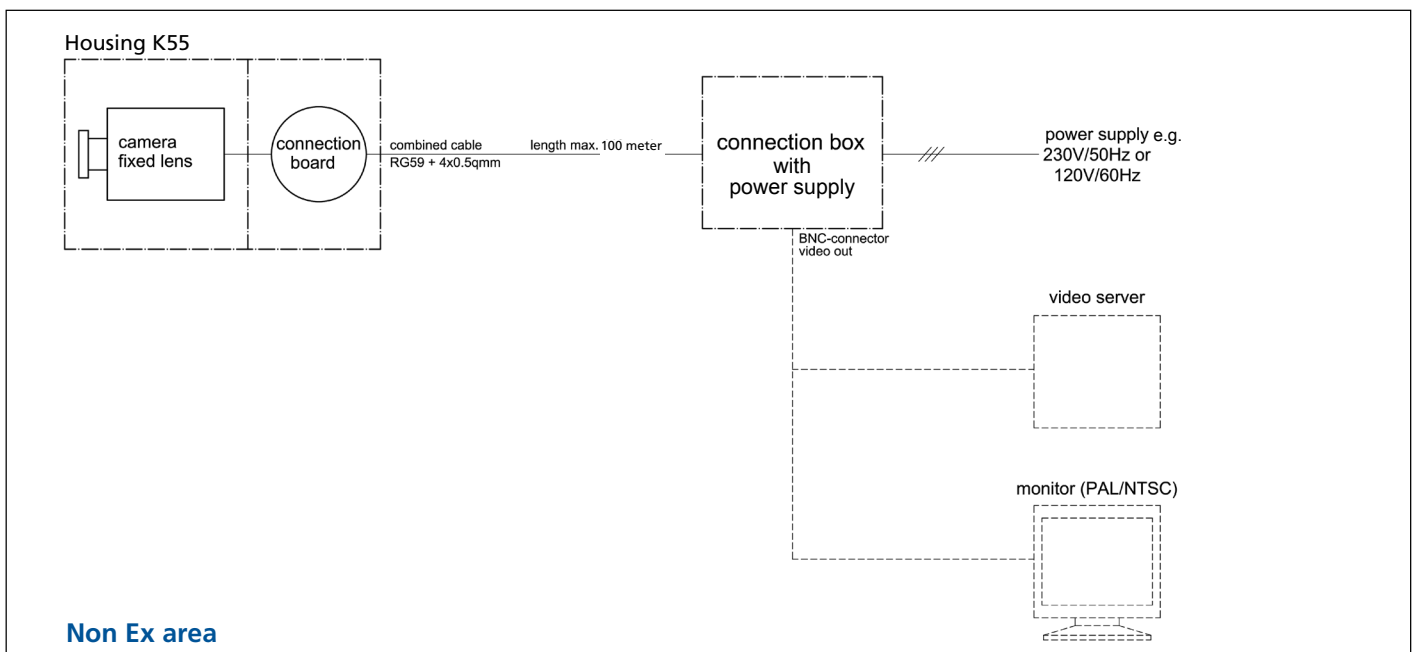 Housing K55
camera
fixed lens
connection
board
combined cable
RG59 + 4x0.5qmm
length max. 100 meter
connection box
with
power supply
power supply e.g.
230V/50Hz or
120V/60Hz
BNC-connector
video out
video server
monitor (PAL/NTSC)
Non Ex area